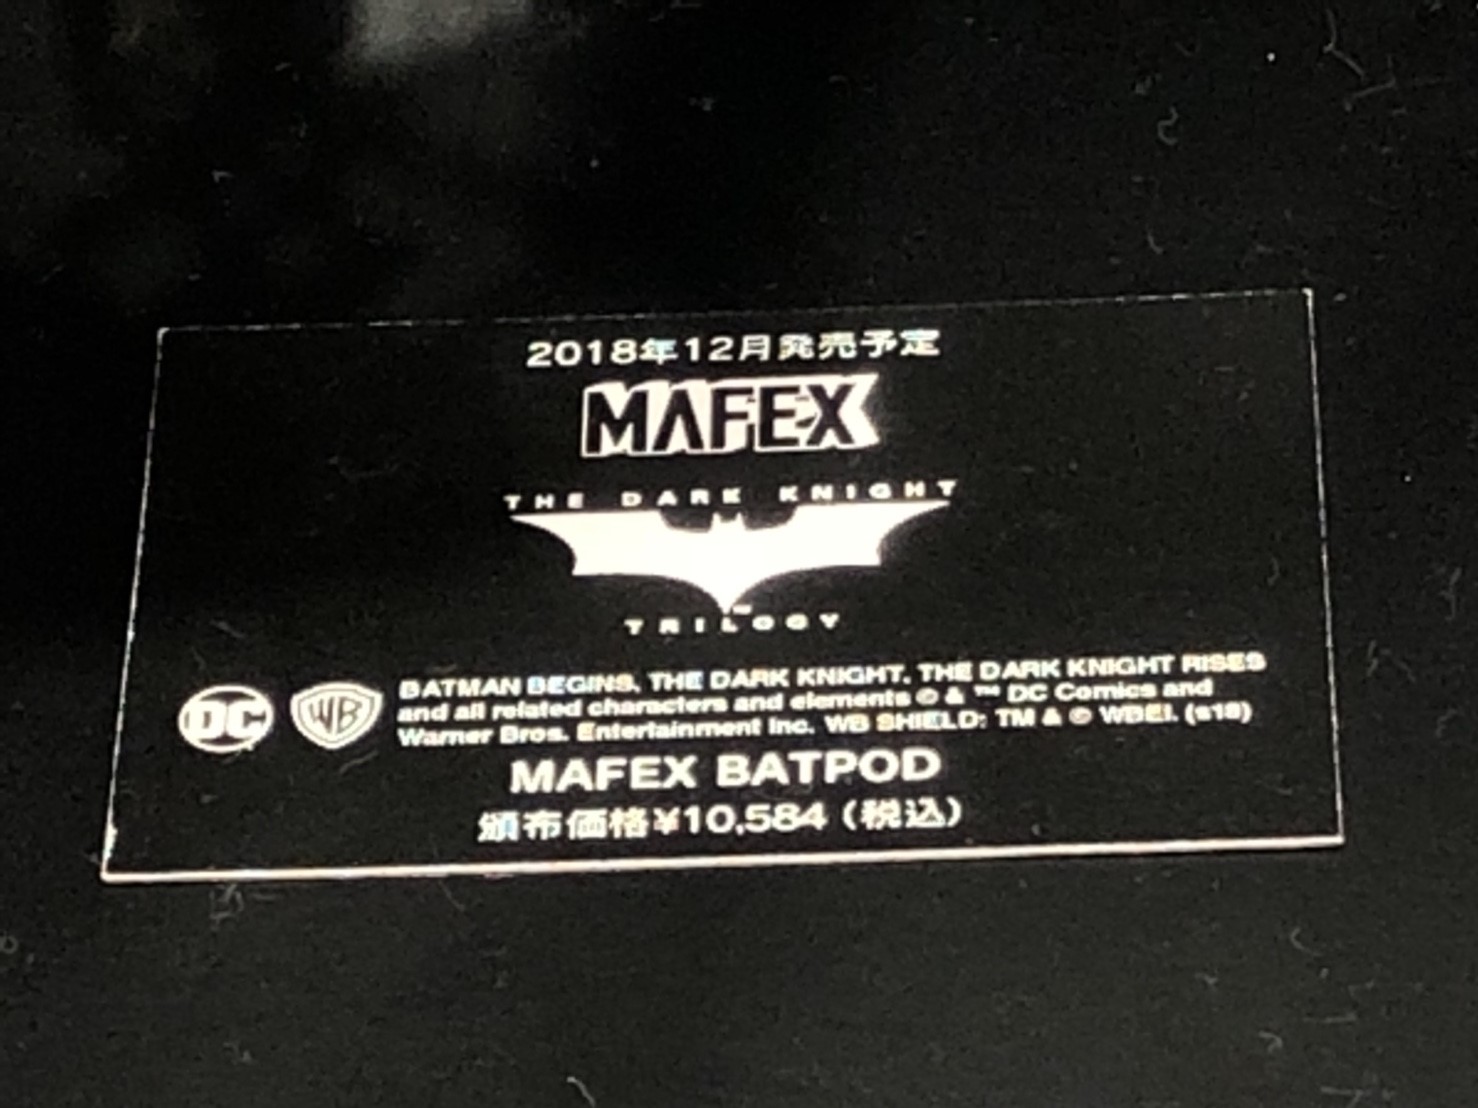 2018年12月発売予定
MAFEX
THE DARK KNIGHT
TRILOGY
DC WB BATMAN BEGINS, THE DARK KNIGHT, THE DARK KNIGHT RISES
and all related characters and elements © & ™ DC Comics and
Warner Bros. Entertainment Inc. WB SHIELD: TM & © WBEI. (s18)
MAFEX BATPOD
頒布価格¥10,584（税込）